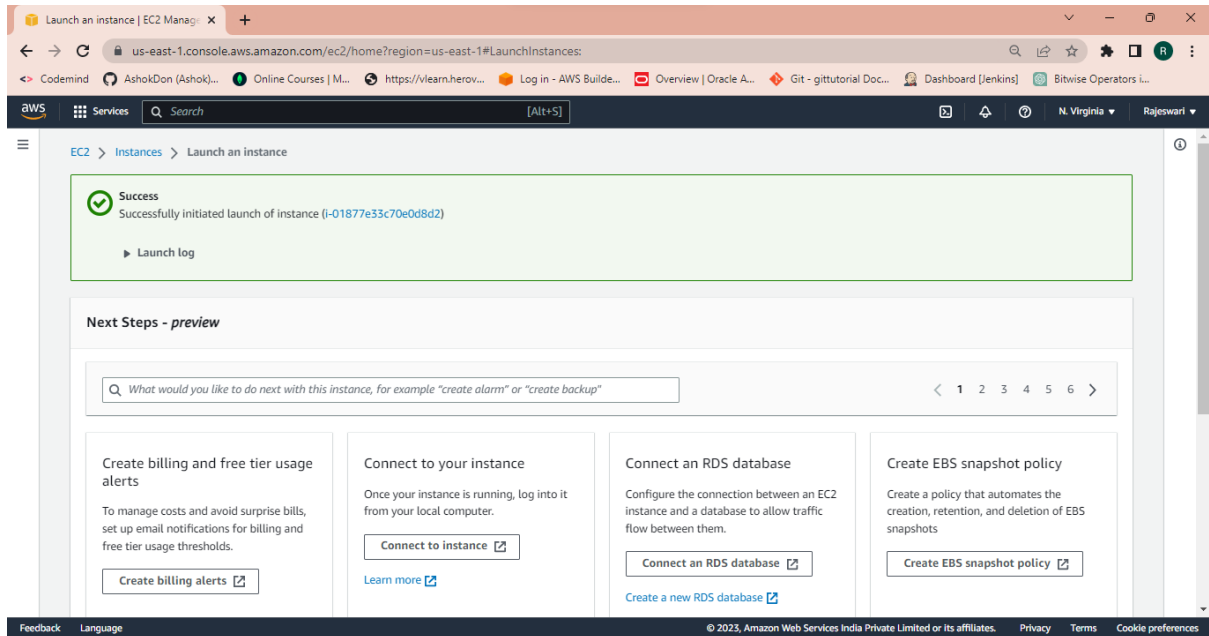 Launch an instance | EC2 Manage
us-east-1.console.aws.amazon.com/ec2/home?region=us-east-1#LaunchInstances:
R
Codemind AshokDon (Ashok)... Online Courses | M... https://vlearn.herov... Log in - AWS Builde... Overview | Oracle A... Git - gittutorial Doc... Dashboard [Jenkins] Bitwise Operators i...
aws Services Search [Alt+S] N. Virginia Rajeswari
EC2 > Instances > Launch an instance
Success
Successfully initiated launch of instance (i-01877e33c70e0d8d2)
Launch log
Next Steps - preview
What would you like to do next with this instance, for example “create alarm” or “create backup”
1 2 3 4 5 6
Create billing and free tier usage
alerts
To manage costs and avoid surprise bills,
set up email notifications for billing and
free tier usage thresholds.
Create billing alerts
Connect to your instance
Once your instance is running, log into it
from your local computer.
Connect to instance
Learn more
Connect an RDS database
Configure the connection between an EC2
instance and a database to allow traffic
flow between them.
Connect an RDS database
Create a new RDS database
Create EBS snapshot policy
Create a policy that automates the
creation, retention, and deletion of EBS
snapshots
Create EBS snapshot policy
Feedback Language © 2023, Amazon Web Services India Private Limited or its affiliates. Privacy Terms Cookie preferences